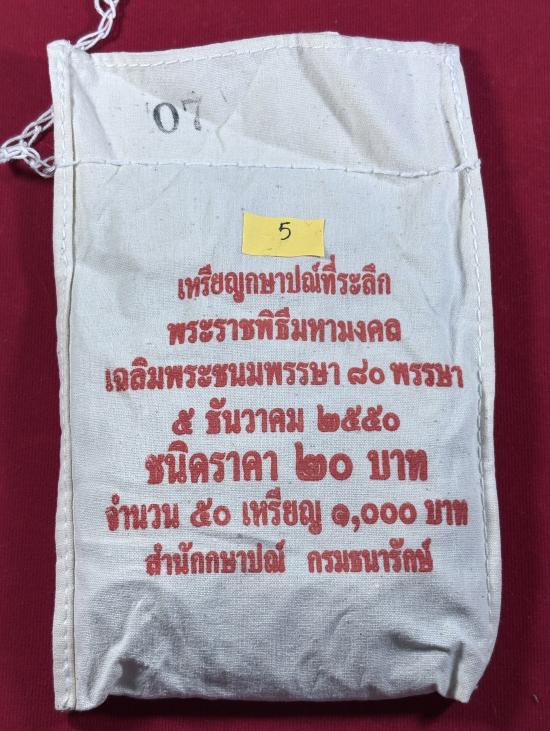 07
5
เหรียญกษาปณ์ที่ระลึก
พระราชพิธีมหามงคล
เฉลิมพระชนมพรรษา ๘๐ พรรษา
๕ ธันวาคม ๒๕๕๐
ชนิดราคา ๒๐ บาท
จำนวน ๕๐ เหรียญ ๑,๐๐๐ บาท
สำนักกษาปณ์ กรมธนารักษ์